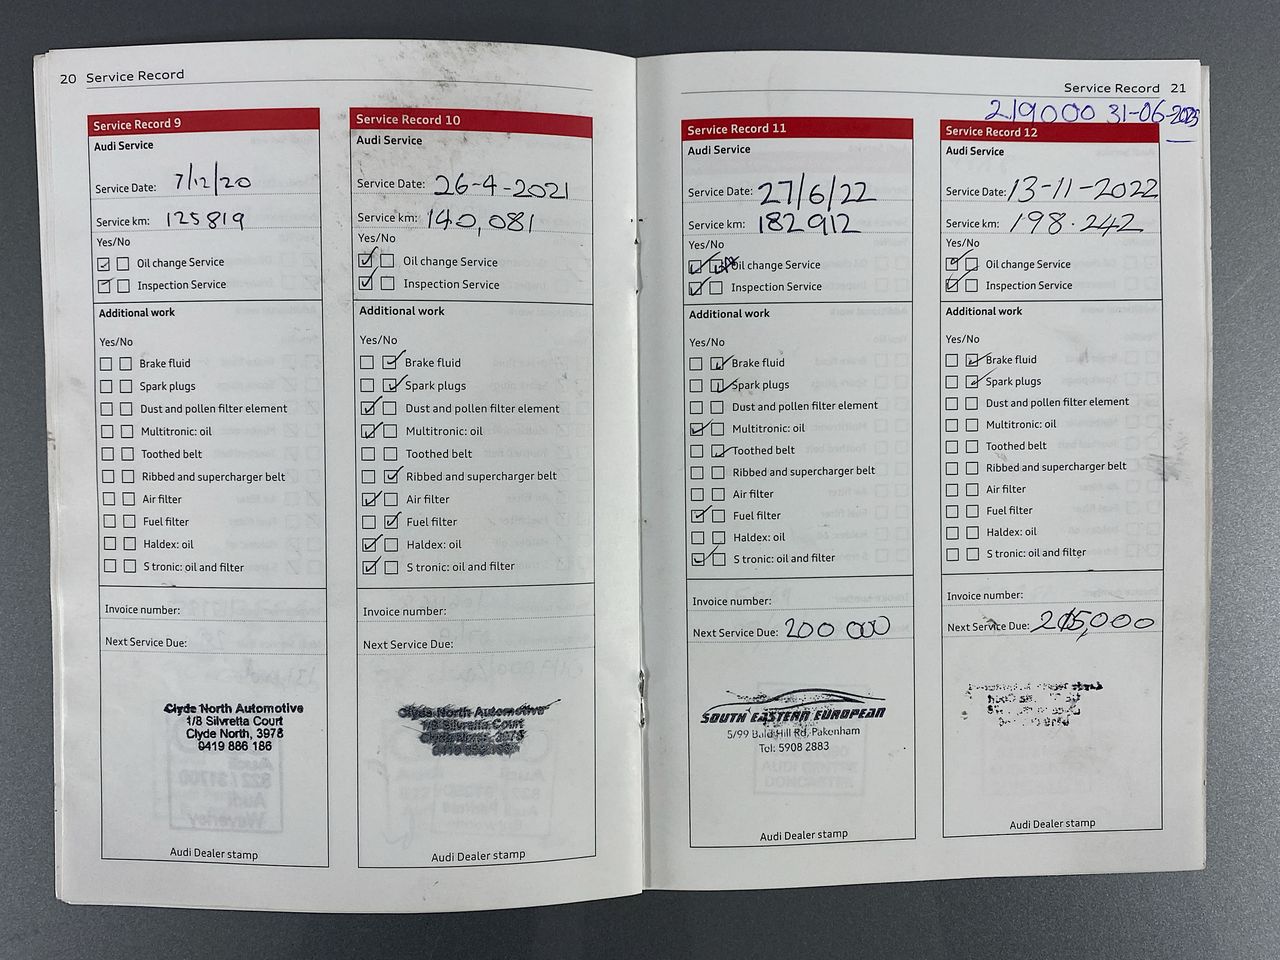 20 Service Record
Service Record 9
Audi Service
Service Date: 7/12/20
Service km: 125819
Yes/No
Oil change Service
Inspection Service
Additional work
Yes/No
Brake fluid
Spark plugs
Dust and pollen filter element
Multitronic: oil
Toothed belt
Ribbed and supercharger belt
Air filter
Fuel filter
Haldex: oil
S tronic: oil and filter
Invoice number:
Next Service Due:
Clyde North Automotive
1/8 Silvretta Court
Clyde North, 3978
0419 886 186
Audi Dealer stamp
Service Record 10
Audi Service
Service Date: 26-4-2021
Service km: 140,081
Yes/No
Oil change Service
Inspection Service
Additional work
Yes/No
Brake fluid
Spark plugs
Dust and pollen filter element
Multitronic: oil
Toothed belt
Ribbed and supercharger belt
Air filter
Fuel filter
Haldex: oil
S tronic: oil and filter
Invoice number:
Next Service Due:
Clyde North Automotive
1/8 Silvretta Court
Audi Dealer stamp
Service Record 21
219000 31-06-2023
Service Record 11
Audi Service
Service Date: 27/6/22
Service km: 182912
Yes/No
Oil change Service
Inspection Service
Additional work
Yes/No
Brake fluid
Spark plugs
Dust and pollen filter element
Multitronic: oil
Toothed belt
Ribbed and supercharger belt
Air filter
Fuel filter
Haldex: oil
S tronic: oil and filter
Invoice number:
Next Service Due: 200 000
SOUTH EASTERN EUROPEAN
5/99 Bald Hill Rd, Pakenham
Tel: 5908 2883
Audi Dealer stamp
Service Record 12
Audi Service
Service Date: 13-11-2022
Service km: 198.242
Yes/No
Oil change Service
Inspection Service
Additional work
Yes/No
Brake fluid
Spark plugs
Dust and pollen filter element
Multitronic: oil
Toothed belt
Ribbed and supercharger belt
Air filter
Fuel filter
Haldex: oil
S tronic: oil and filter
Invoice number:
Next Service Due: 215,000
Audi Dealer stamp